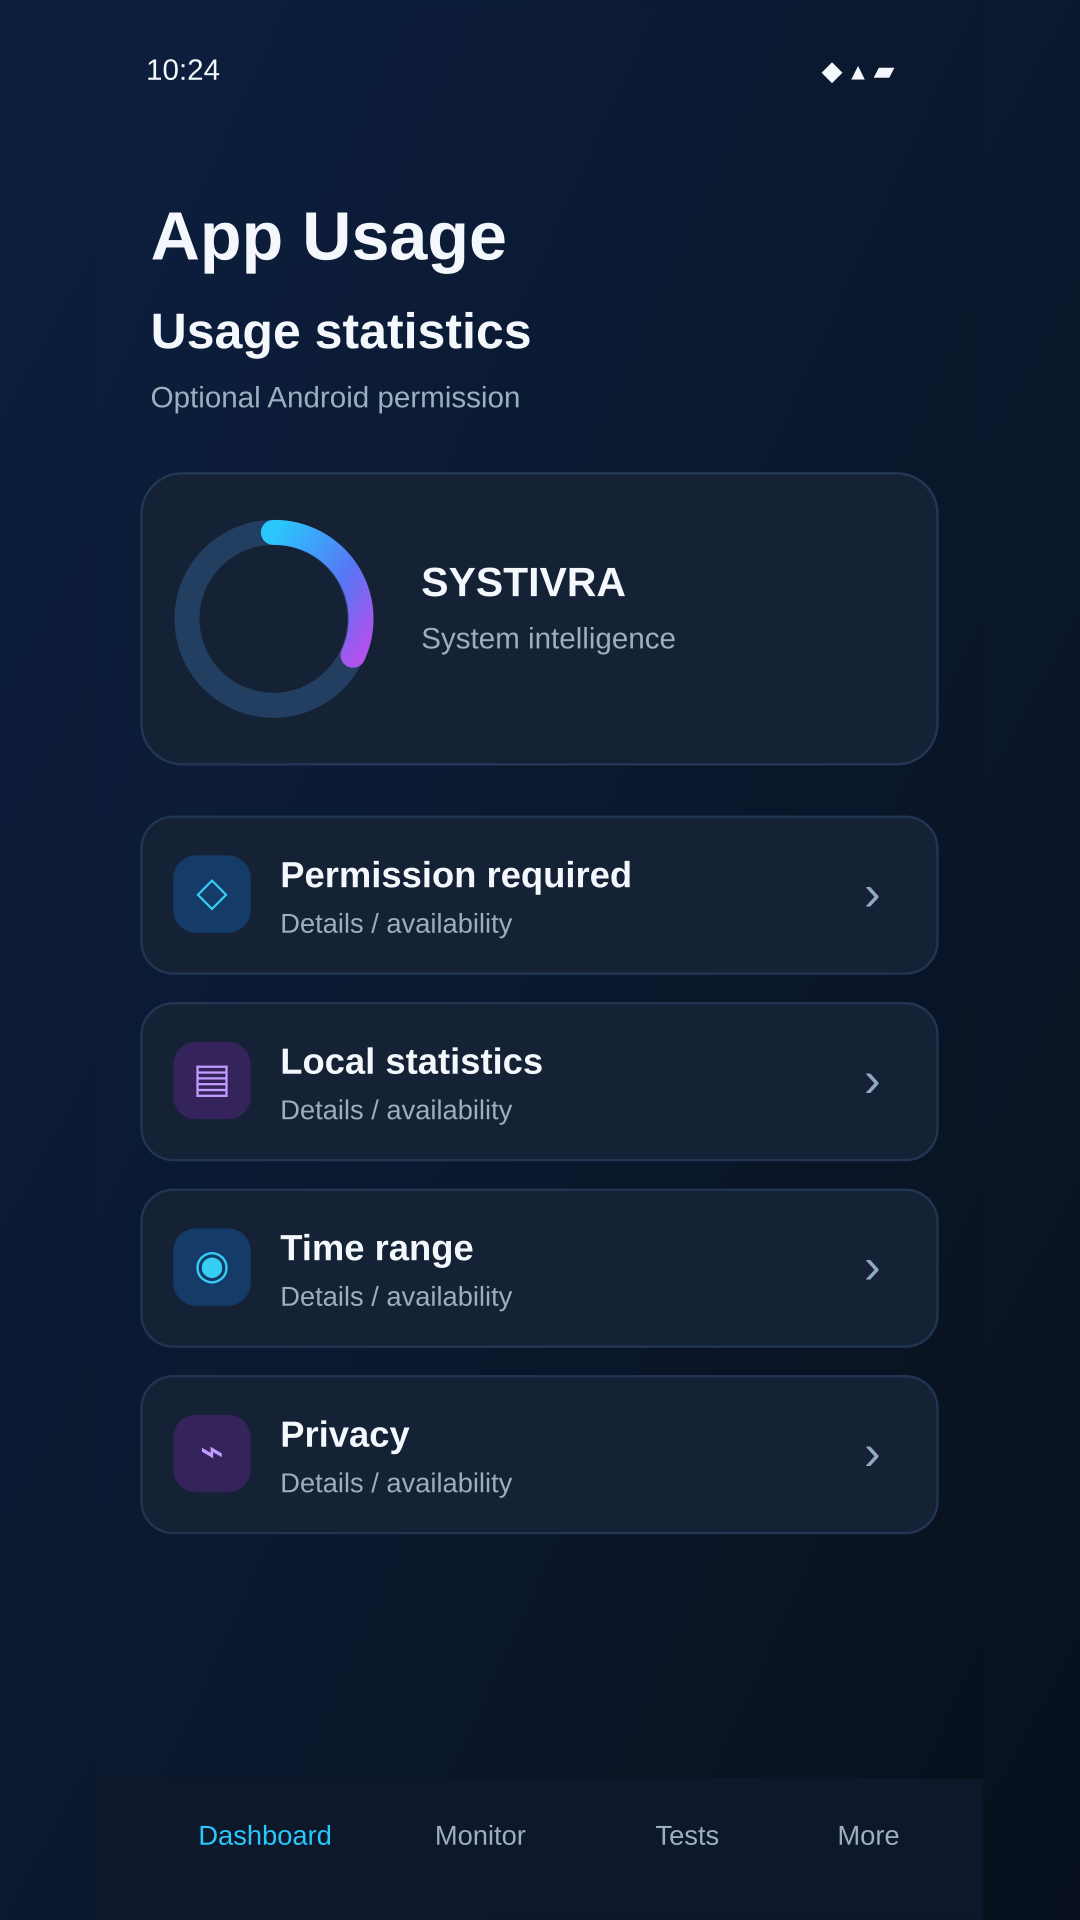 10:24
App Usage
Usage statistics
Optional Android permission
SYSTIVRA
System intelligence
Permission required
Details / availability
Local statistics
Details / availability
Time range
Details / availability
Privacy
Details / availability
Dashboard Monitor Tests More